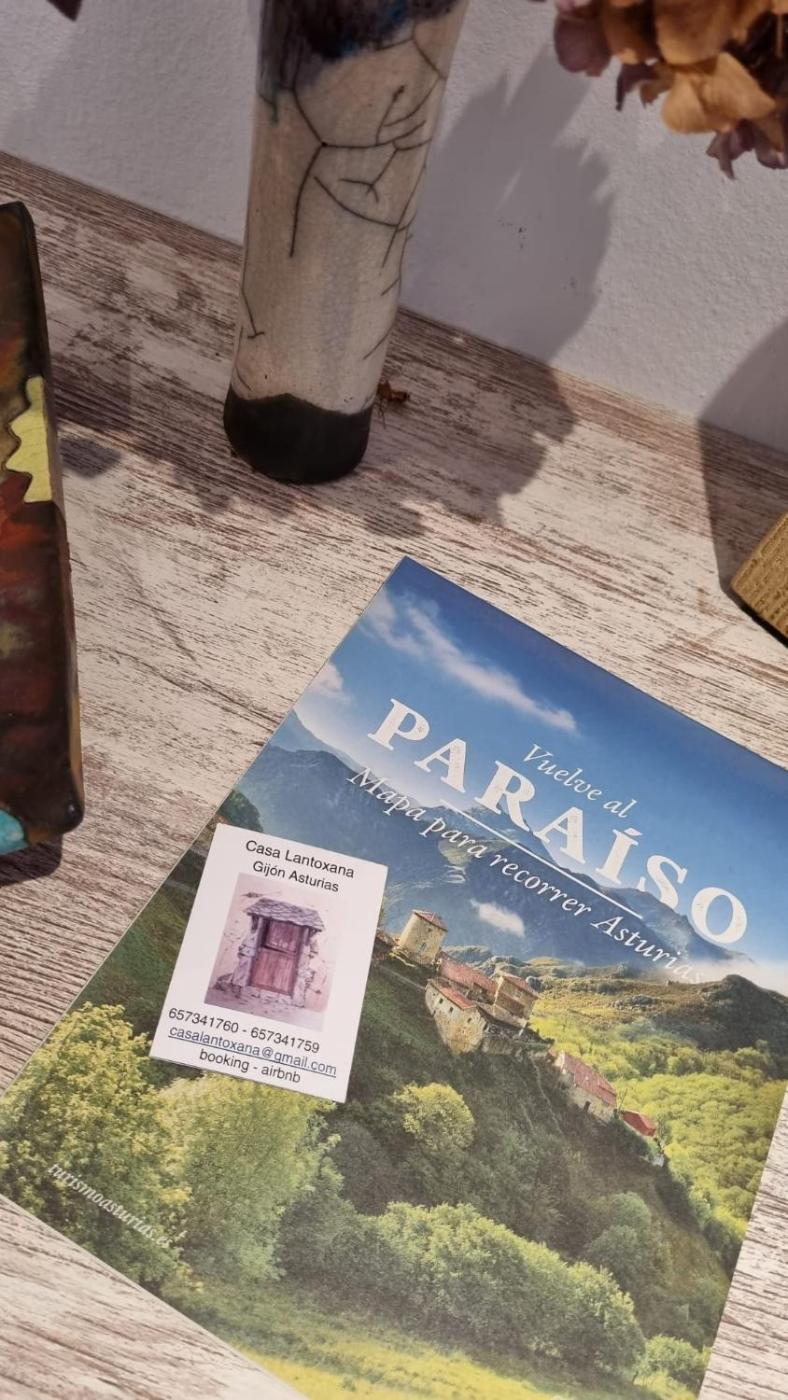 Vuelve al
PARAÍSO
Mapa para recorrer Asturias
Casa Lantoxana
Gijón Asturias
657341760 - 657341759
casalantoxana@gmail.com
booking - airbnb
turismoasturias.es